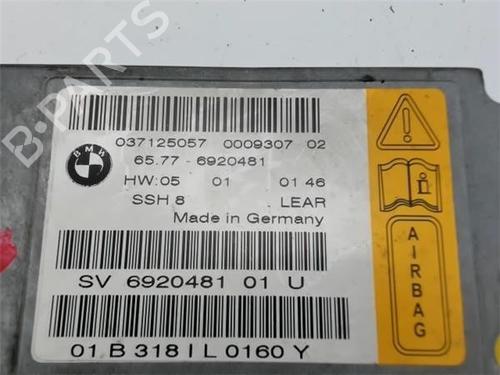 B-PARTS
037125057 0009307 02
BMW
65.77 - 6920481
HW:05 01 01 46
SSH 8 LEAR
Made in Germany
SV 6920481 01 U
01 B 318 I L 0160 Y
i
AIRBAG